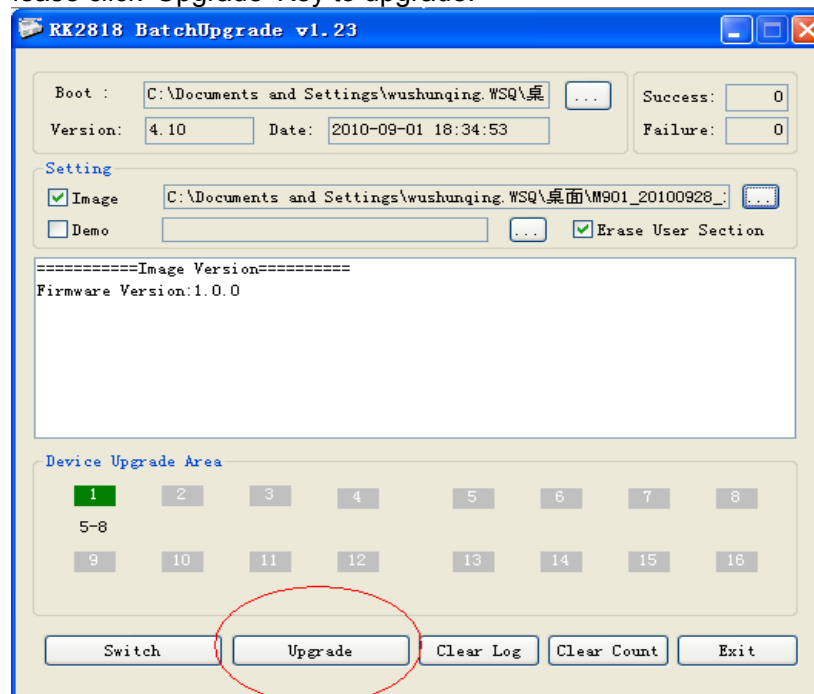 lease click 'Upgrade' Key to upgrade.
RK2818 BatchUpgrade v1.23
Boot : C:\Documents and Settings\wushunqing.WSQ\桌 ... Success: 0
Version: 4.10 Date: 2010-09-01 18:34:53 Failure: 0
Setting
Image C:\Documents and Settings\wushunqing.WSQ\桌面\M901_20100928_ ...
Demo ... Erase User Section
===========Image Version==========
Firmware Version:1.0.0
Device Upgrade Area
1 2 3 4 5 6 7 8
5-8
9 10 11 12 13 14 15 16
Switch Upgrade Clear Log Clear Count Exit